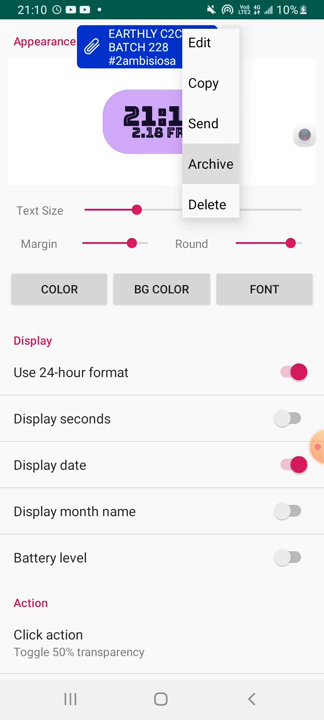 21:10
Vo)) 4G
LTE2
10%
Appearance
EARTHLY C2C
BATCH 228
#2ambisiosa
Edit
Copy
Send
Archive
Delete
21:1
2.18 FR
Text Size
Margin
Round
COLOR
BG COLOR
FONT
Display
Use 24-hour format
Display seconds
Display date
Display month name
Battery level
Action
Click action
Toggle 50% transparency